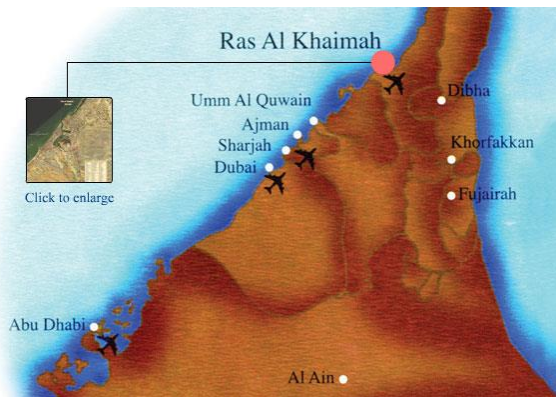 Ras Al Khaimah
Dibha
Umm Al Quwain
Ajman
Khorfakkan
Sharjah
Dubai
Click to enlarge
Fujairah
Abu Dhabi
Al Ain